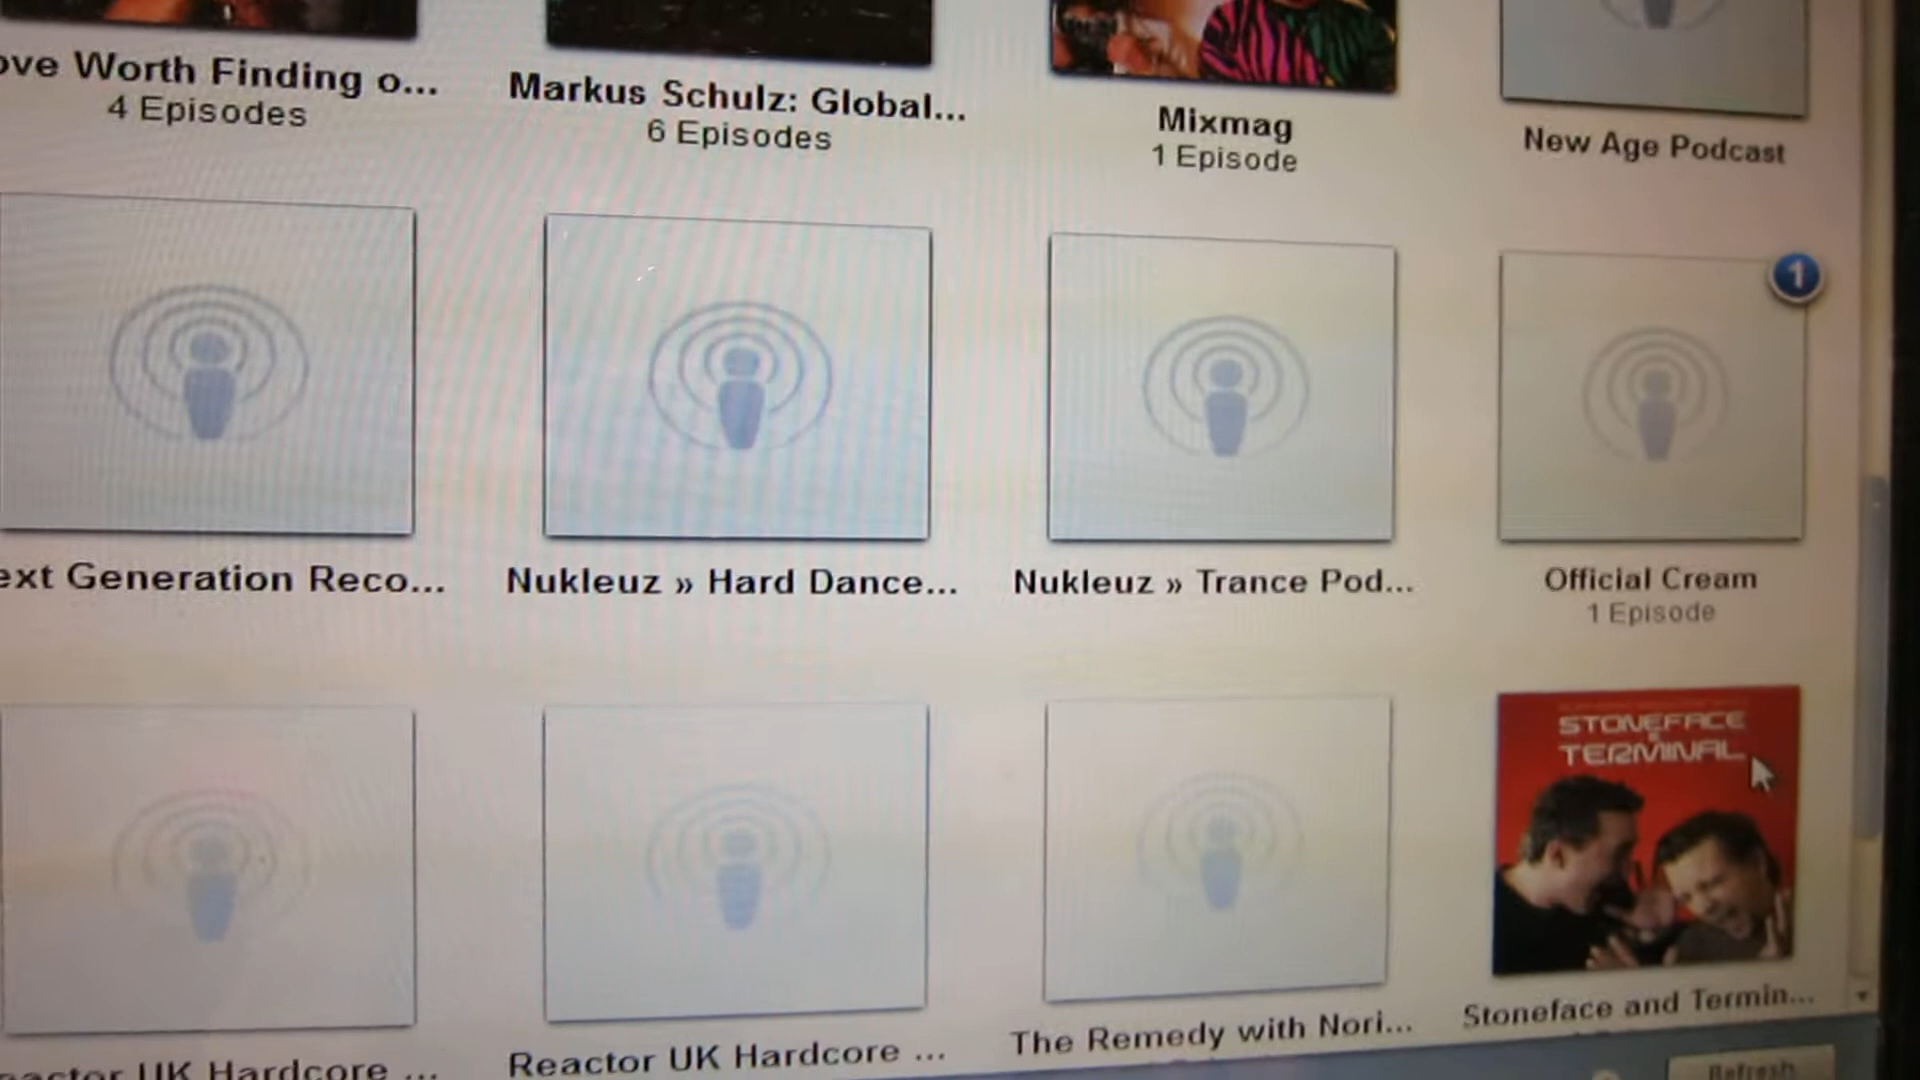 ove Worth Finding o...
4 Episodes
Markus Schulz: Global...
6 Episodes
Mixmag
1 Episode
New Age Podcast
1
ext Generation Reco...
Nukleuz » Hard Dance...
Nukleuz » Trance Pod...
Official Cream
1 Episode
STONEFACE
&
TERMINAL
eactor UK Hardcore ...
Reactor UK Hardcore ...
The Remedy with Nori...
Stoneface and Termin...
Refresh